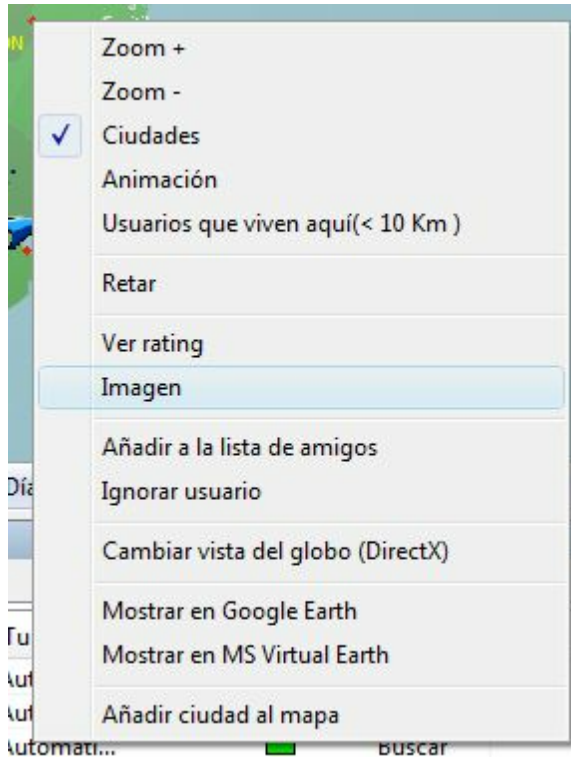 Zoom +
Zoom -
Ciudades
Animación
Usuarios que viven aquí(< 10 Km )
Retar
Ver rating
Imagen
Añadir a la lista de amigos
Ignorar usuario
Cambiar vista del globo (DirectX)
Mostrar en Google Earth
Mostrar en MS Virtual Earth
Añadir ciudad al mapa
Buscar